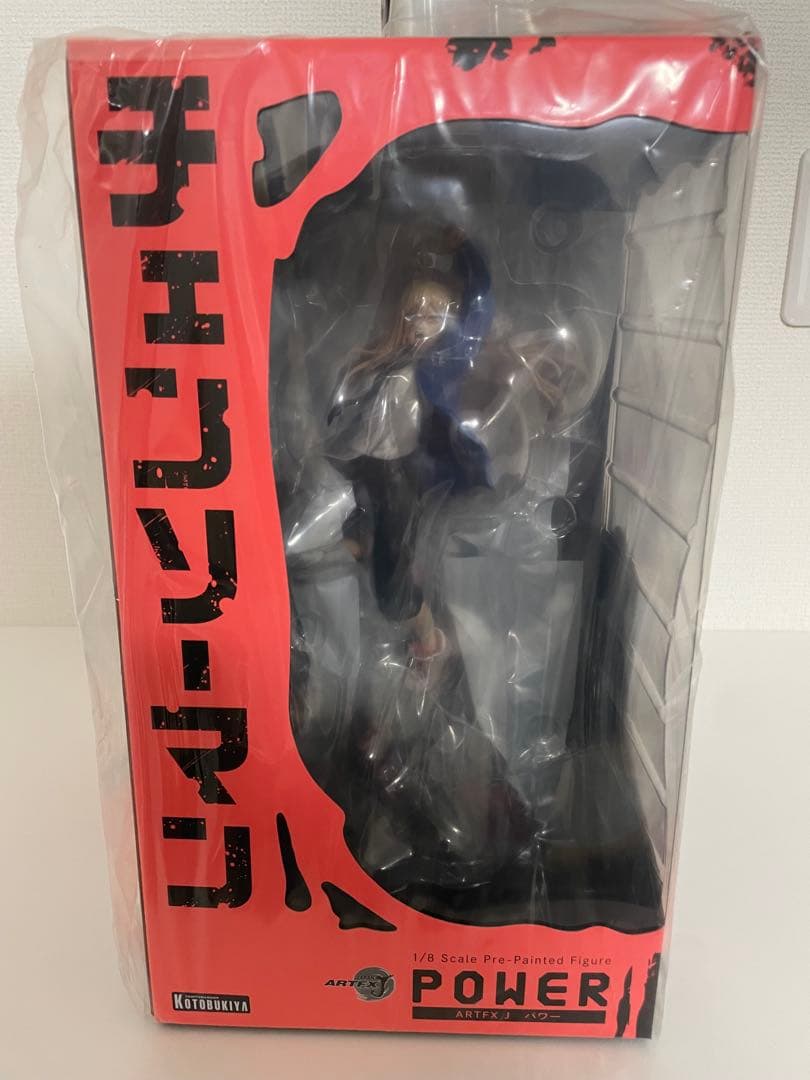 チェンソーマン
1/8 Scale Pre-Painted Figure
ARTFX J
POWER
ARTFX J パワー
KOTOBUKIYA